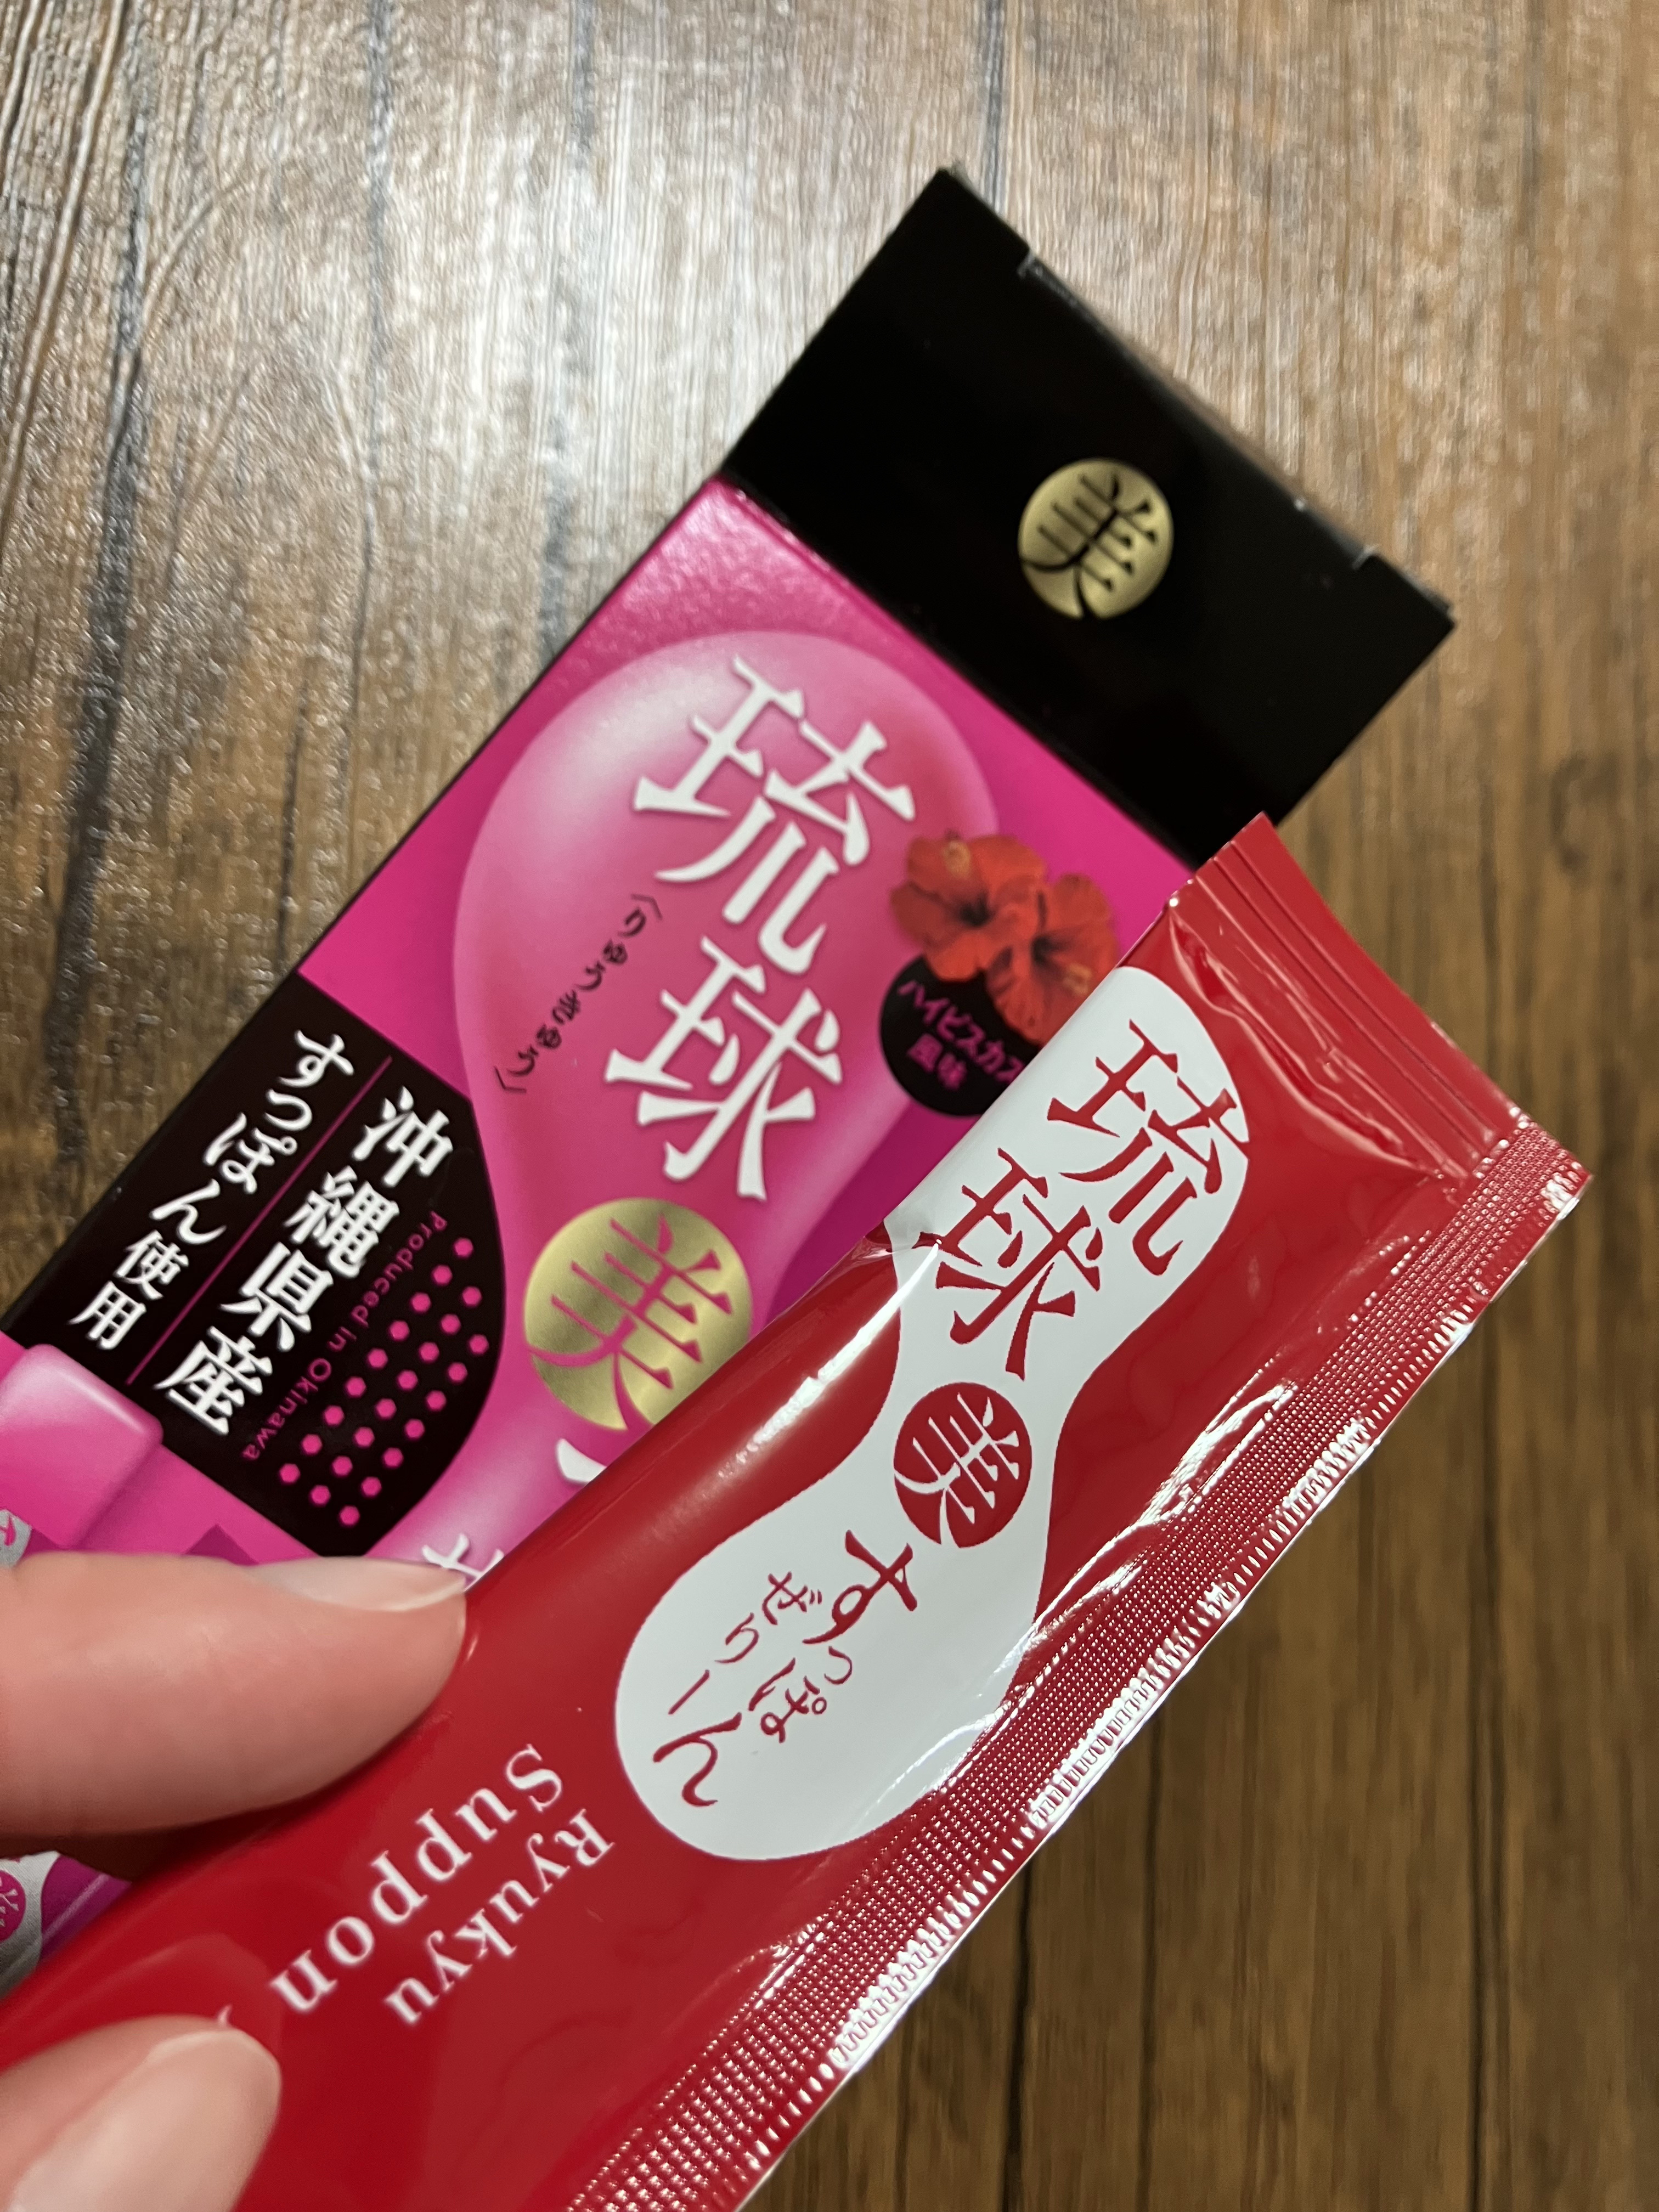 美
琉球
〈りゅうきゅう〉
美
ハイビスカス
風味
沖縄県産
すっぽん使用
Produced in Okinawa
琉球
美
すっぽん
ぜりー
Ryukyu
Suppon